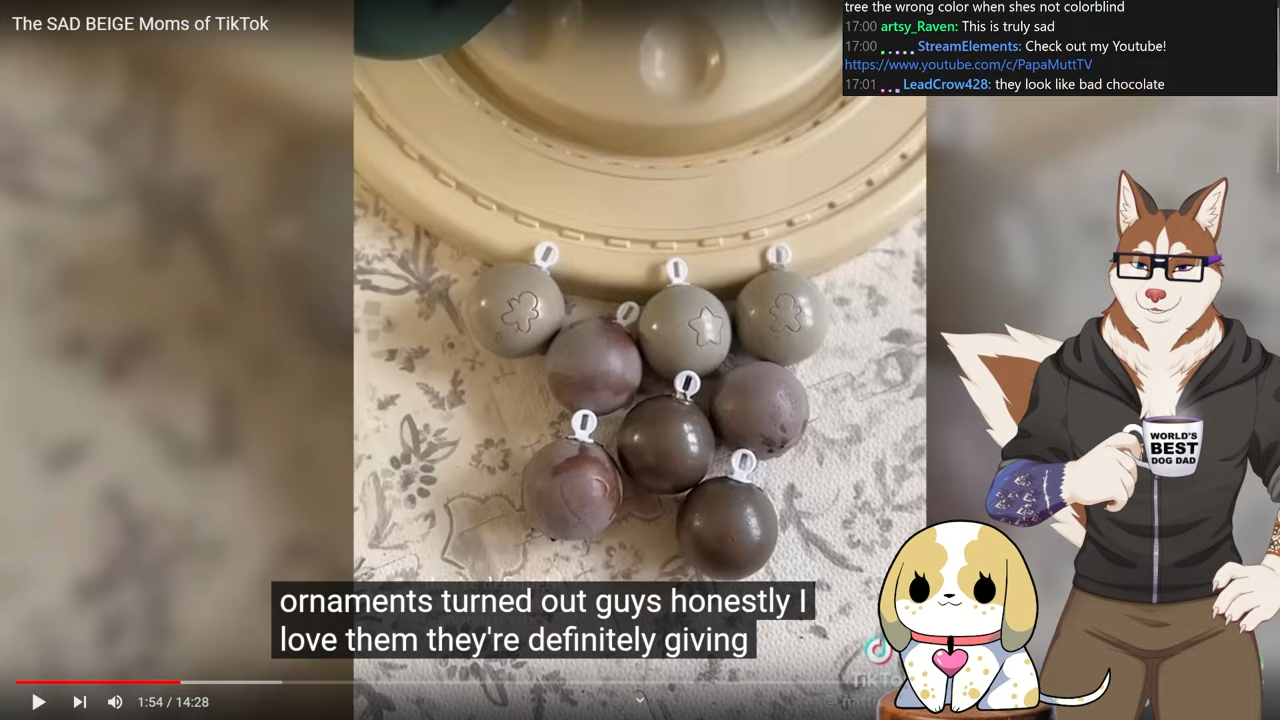 The SAD BEIGE Moms of TikTok
tree the wrong color when shes not colorblind
17:00 artsy_Raven: This is truly sad
17:00 StreamElements: Check out my Youtube!
https://www.youtube.com/c/PapaMuttTV
17:01 LeadCrow428: they look like bad chocolate
WORLD'S
BEST
DOG DAD
ornaments turned out guys honestly I
love them they're definitely giving
1:54 / 14:28